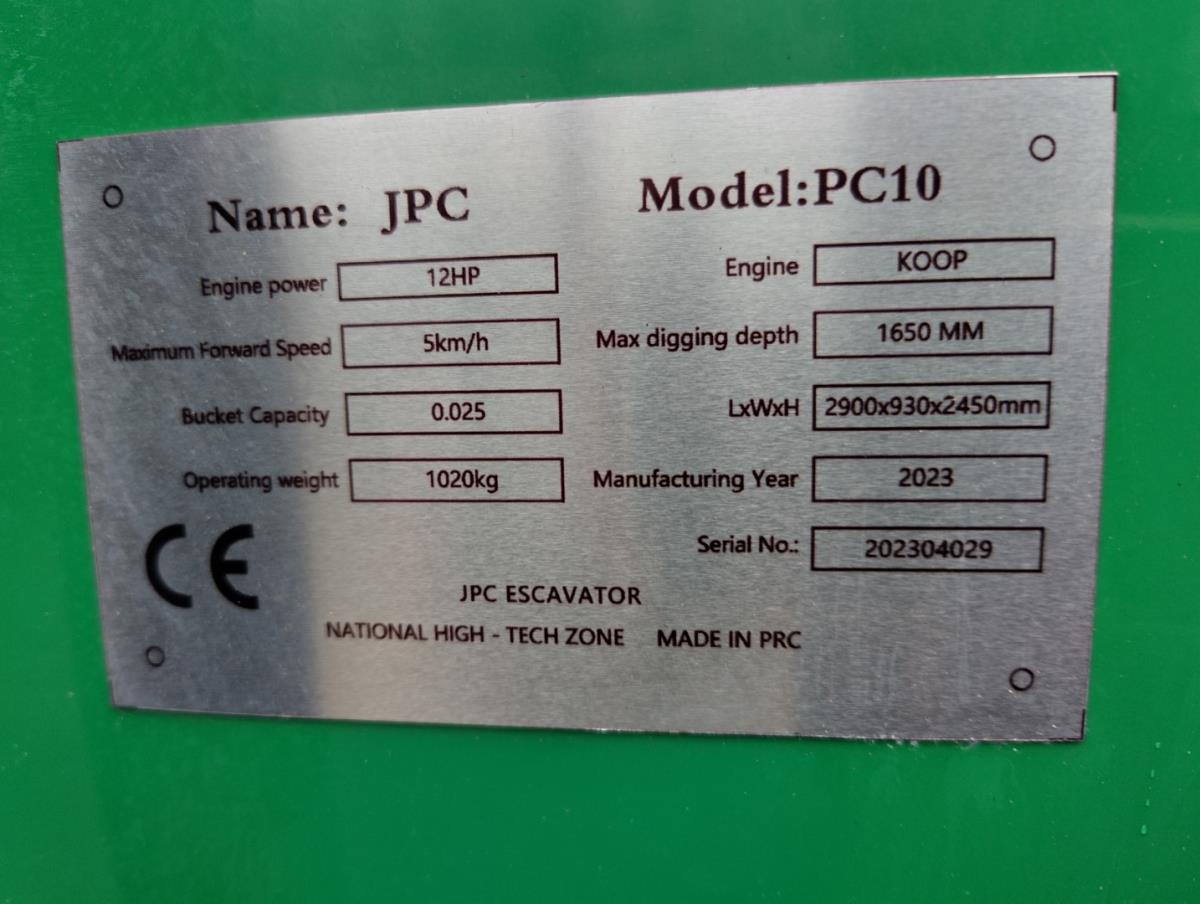 Name: JPC Model:PC10
Engine power 12HP Engine KOOP
Maximum Forward Speed 5km/h Max digging depth 1650 MM
Bucket Capacity 0.025 LxWxH 2900x930x2450mm
Operating weight 1020kg Manufacturing Year 2023
Serial No.: 202304029
CE
JPC ESCAVATOR
NATIONAL HIGH - TECH ZONE MADE IN PRC